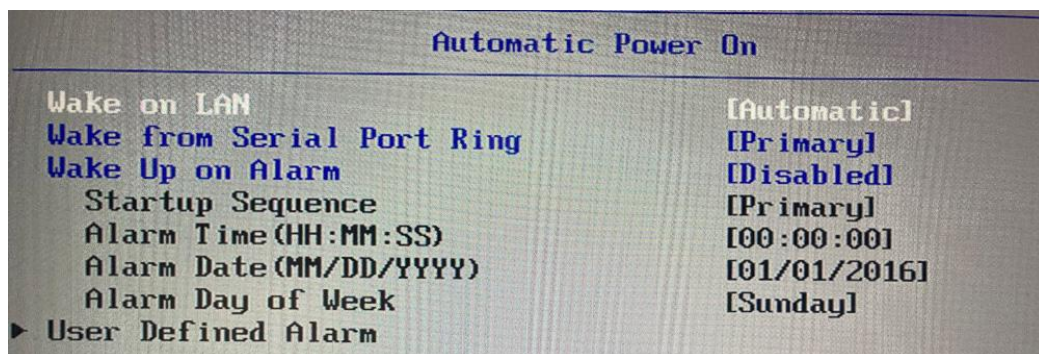 Automatic Power On
Wake on LAN [Automatic]
Wake from Serial Port Ring [Primary]
Wake Up on Alarm [Disabled]
Startup Sequence [Primary]
Alarm Time(HH:MM:SS) [00:00:00]
Alarm Date(MM/DD/YYYY) [01/01/2016]
Alarm Day of Week [Sunday]
User Defined Alarm